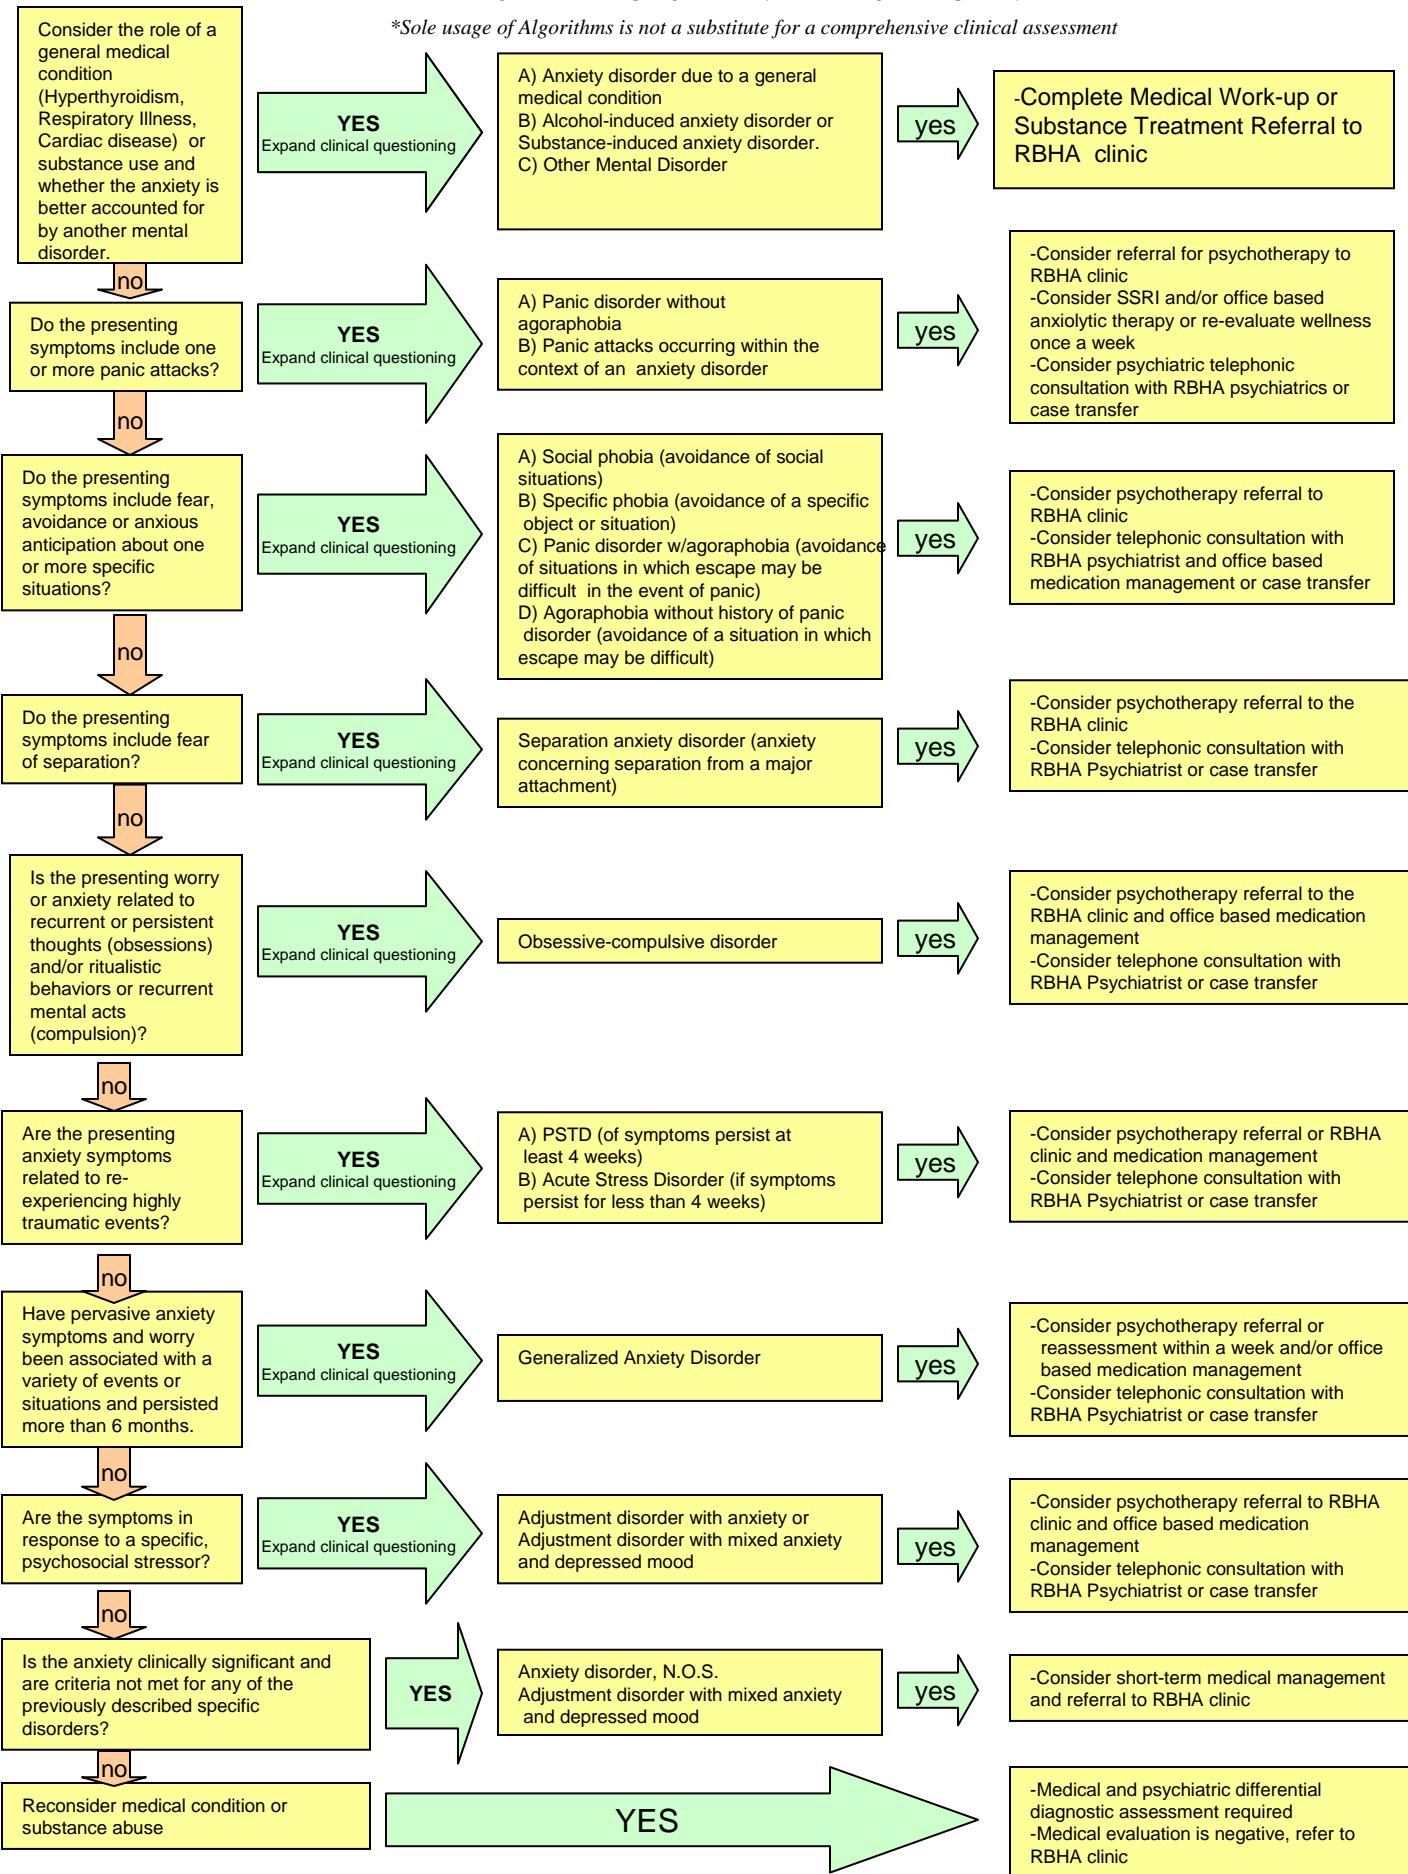 *Sole usage of Algorithms is not a substitute for a comprehensive clinical assessment
Consider the role of a
general medical
condition
(Hyperthyroidism,
Respiratory Illness,
Cardiac disease) or
substance use and
whether the anxiety is
better accounted for
by another mental
disorder.
YES
Expand clinical questioning
A) Anxiety disorder due to a general
medical condition
B) Alcohol-induced anxiety disorder or
Substance-induced anxiety disorder.
C) Other Mental Disorder
yes
-Complete Medical Work-up or
Substance Treatment Referral to
RBHA clinic
no
Do the presenting
symptoms include one
or more panic attacks?
YES
Expand clinical questioning
A) Panic disorder without
agoraphobia
B) Panic attacks occurring within the
context of an anxiety disorder
yes
-Consider referral for psychotherapy to
RBHA clinic
-Consider SSRI and/or office based
anxiolytic therapy or re-evaluate wellness
once a week
-Consider psychiatric telephonic
consultation with RBHA psychiatrics or
case transfer
no
Do the presenting
symptoms include fear,
avoidance or anxious
anticipation about one
or more specific
situations?
YES
Expand clinical questioning
A) Social phobia (avoidance of social
situations)
B) Specific phobia (avoidance of a specific
object or situation)
C) Panic disorder w/agoraphobia (avoidance
of situations in which escape may be
difficult in the event of panic)
D) Agoraphobia without history of panic
disorder (avoidance of a situation in which
escape may be difficult)
yes
-Consider psychotherapy referral to
RBHA clinic
-Consider telephonic consultation with
RBHA psychiatrist and office based
medication management or case transfer
no
Do the presenting
symptoms include fear
of separation?
YES
Expand clinical questioning
Separation anxiety disorder (anxiety
concerning separation from a major
attachment)
yes
-Consider psychotherapy referral to the
RBHA clinic
-Consider telephonic consultation with
RBHA Psychiatrist or case transfer
no
Is the presenting worry
or anxiety related to
recurrent or persistent
thoughts (obsessions)
and/or ritualistic
behaviors or recurrent
mental acts
(compulsion)?
YES
Expand clinical questioning
Obsessive-compulsive disorder
yes
-Consider psychotherapy referral to the
RBHA clinic and office based medication
management
-Consider telephone consultation with
RBHA Psychiatrist or case transfer
no
Are the presenting
anxiety symptoms
related to re-
experiencing highly
traumatic events?
YES
Expand clinical questioning
A) PSTD (of symptoms persist at
least 4 weeks)
B) Acute Stress Disorder (if symptoms
persist for less than 4 weeks)
yes
-Consider psychotherapy referral or RBHA
clinic and medication management
-Consider telephone consultation with
RBHA Psychiatrist or case transfer
no
Have pervasive anxiety
symptoms and worry
been associated with a
variety of events or
situations and persisted
more than 6 months.
YES
Expand clinical questioning
Generalized Anxiety Disorder
yes
-Consider psychotherapy referral or
reassessment within a week and/or office
based medication management
-Consider telephonic consultation with
RBHA Psychiatrist or case transfer
no
Are the symptoms in
response to a specific,
psychosocial stressor?
YES
Expand clinical questioning
Adjustment disorder with anxiety or
Adjustment disorder with mixed anxiety
and depressed mood
yes
-Consider psychotherapy referral to RBHA
clinic and office based medication
management
-Consider telephonic consultation with
RBHA Psychiatrist or case transfer
no
Is the anxiety clinically significant and
are criteria not met for any of the
previously described specific
disorders?
YES
Anxiety disorder, N.O.S.
Adjustment disorder with mixed anxiety
and depressed mood
yes
-Consider short-term medical management
and referral to RBHA clinic
no
Reconsider medical condition or
substance abuse
YES
-Medical and psychiatric differential
diagnostic assessment required
-Medical evaluation is negative, refer to
RBHA clinic